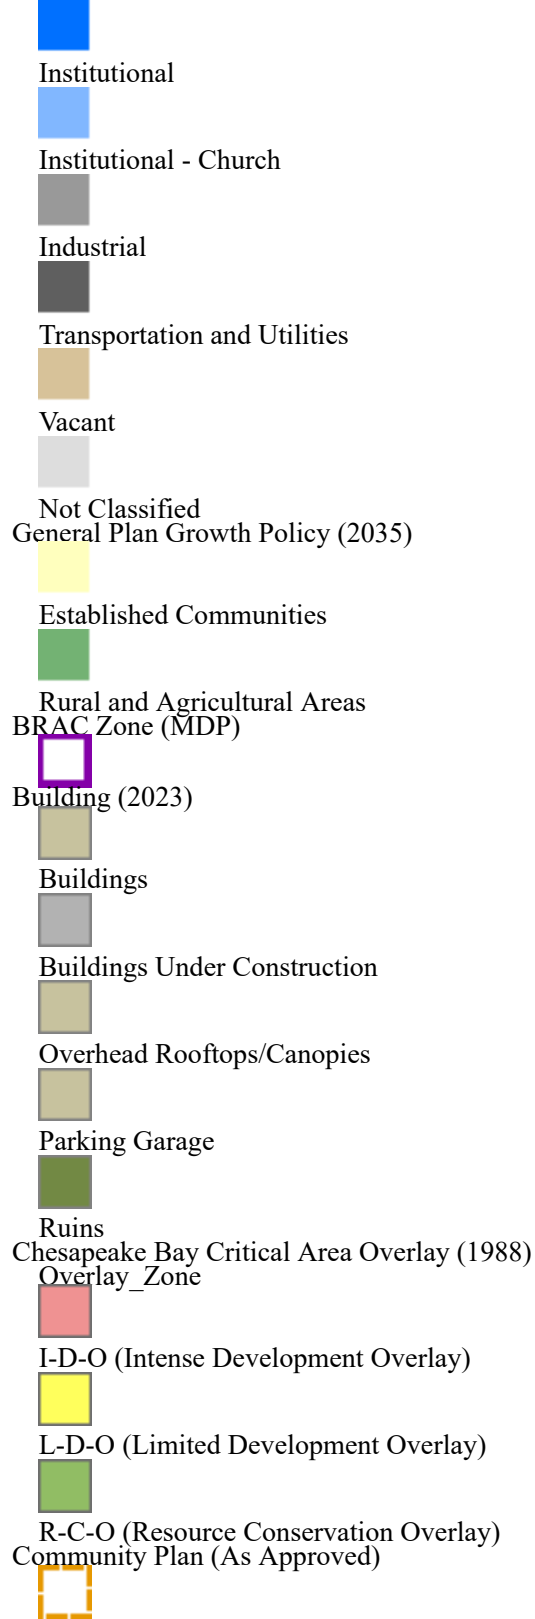 Institutional
Institutional - Church
Industrial
Transportation and Utilities
Vacant
Not Classified
General Plan Growth Policy (2035)
Established Communities
Rural and Agricultural Areas
BRAC Zone (MDP)
Building (2023)
Buildings
Buildings Under Construction
Overhead Rooftops/Canopies
Parking Garage
Ruins
Chesapeake Bay Critical Area Overlay (1988)
Overlay_Zone
I-D-O (Intense Development Overlay)
L-D-O (Limited Development Overlay)
R-C-O (Resource Conservation Overlay)
Community Plan (As Approved)